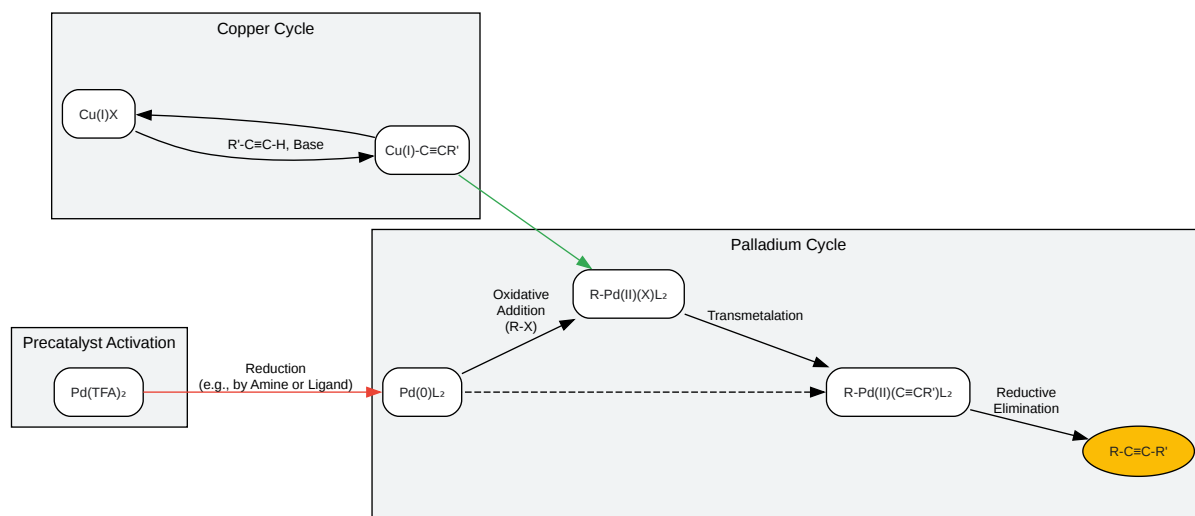 Copper Cycle
Cu(I)X
R'-C≡C-H, Base
Cu(I)-C≡CR'
Palladium Cycle
Oxidative
Addition
(R-X)
R-Pd(II)(X)L₂
Transmetalation
Precatalyst Activation
Pd(TFA)₂
Reduction
(e.g., by Amine or Ligand)
Pd(0)L₂
R-Pd(II)(C≡CR')L₂
Reductive
Elimination
R-C≡C-R'